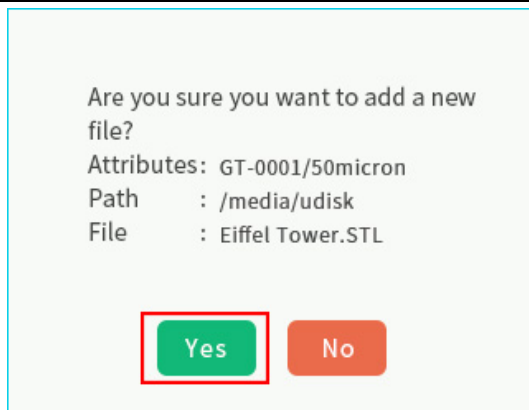 Are you sure you want to add a new
file?
Attributes: GT-0001/50micron
Path : /media/udisk
File : Eiffel Tower.STL
Yes No